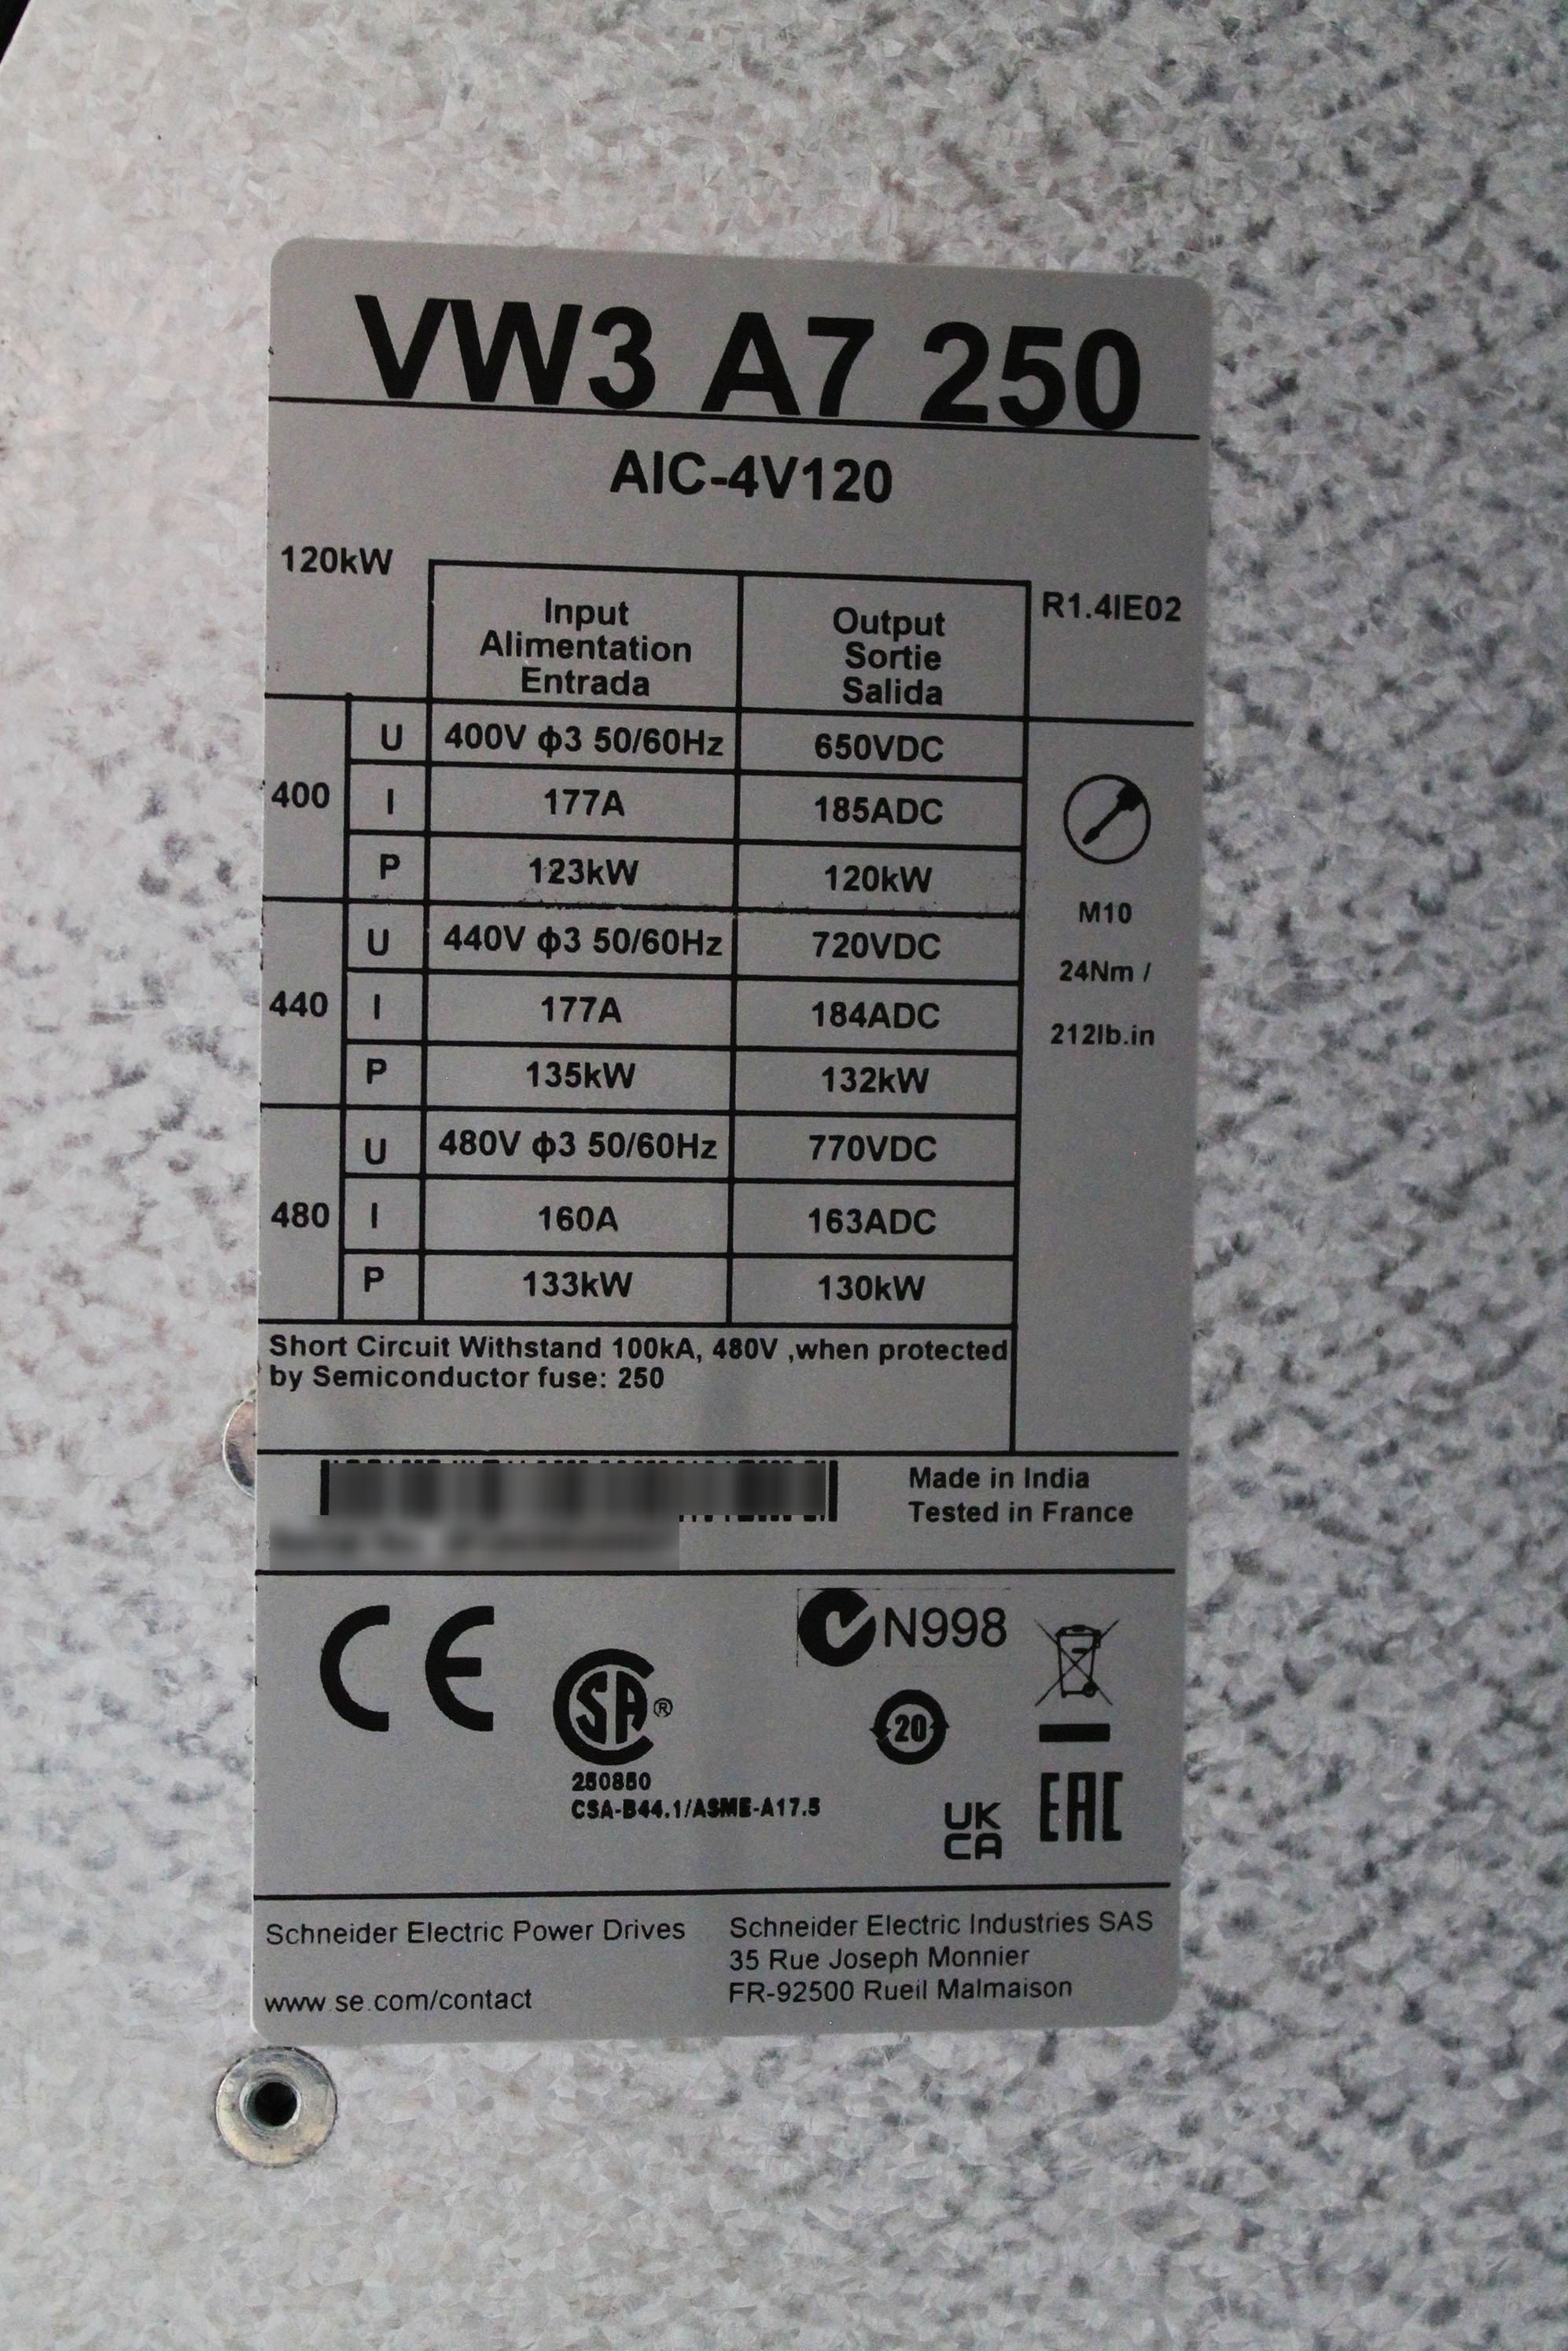 VW3 A7 250
AIC-4V120
120kW
Input
Alimentation
Entrada
Output
Sortie
Salida
R1.4IE02
400
U 400V ф3 50/60Hz 650VDC
I 177A 185ADC
P 123kW 120kW
440
U 440V ф3 50/60Hz 720VDC
I 177A 184ADC
P 135kW 132kW
480
U 480V ф3 50/60Hz 770VDC
I 160A 163ADC
P 133kW 130kW
M10
24Nm /
212lb.in
Short Circuit Withstand 100kA, 480V ,when protected
by Semiconductor fuse: 250
Made in India
Tested in France
CE
SA®
250850
CSA-B44.1/ASME-A17.5
N998
20
UK
CA
EAC
Schneider Electric Power Drives
www.se.com/contact
Schneider Electric Industries SAS
35 Rue Joseph Monnier
FR-92500 Rueil Malmaison